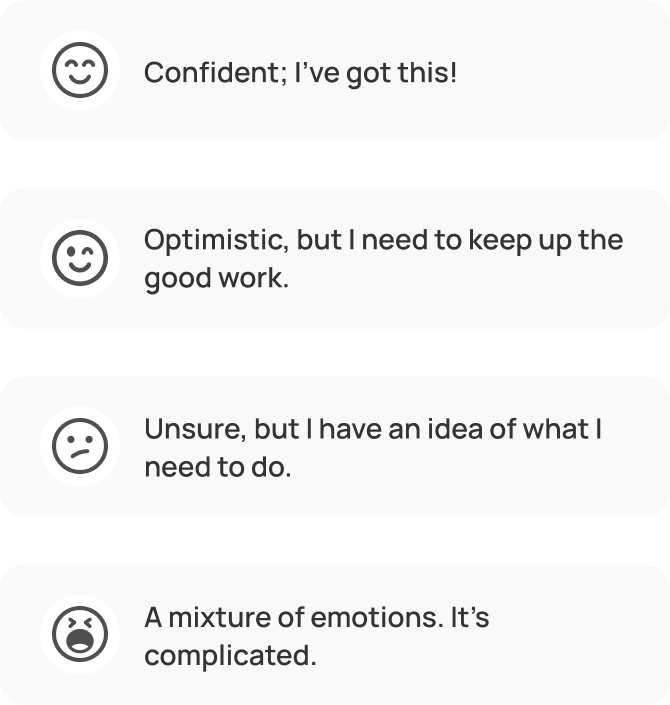 Confident; I've got this!
Optimistic, but I need to keep up the
good work.
Unsure, but I have an idea of what I
need to do.
A mixture of emotions. It's
complicated.